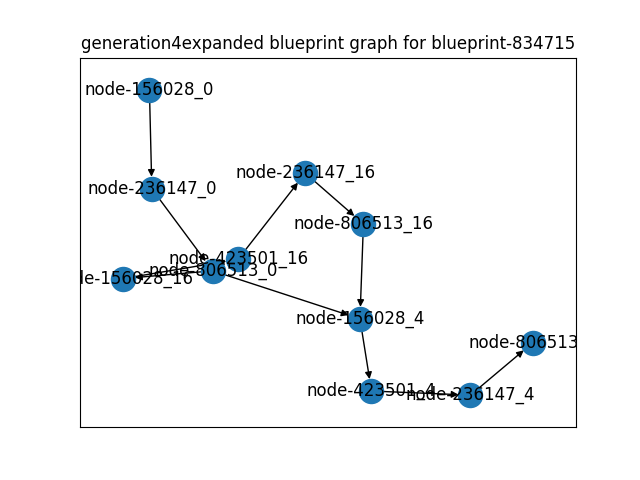 generation4expanded blueprint graph for blueprint-834715
node-156028_0
node-236147_16
node-236147_0
node-806513_16
node-423501_16
node-806513_0
de-156028_16
node-156028_4
node-806513
node-423501_4
node-236147_4